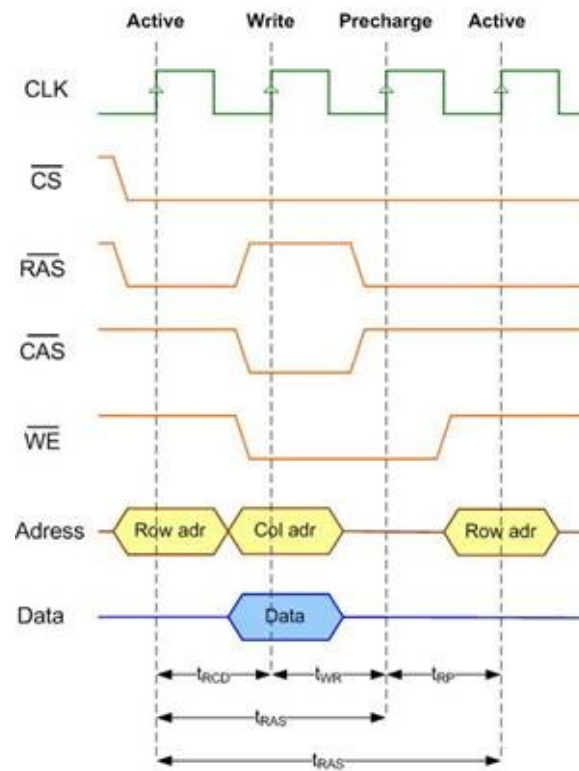 Active Write Precharge Active
CLK
CS
RAS
CAS
WE
Adress Row adr Col adr Row adr
Data Data
tRCD tWR tRP
tRAS
tRAS